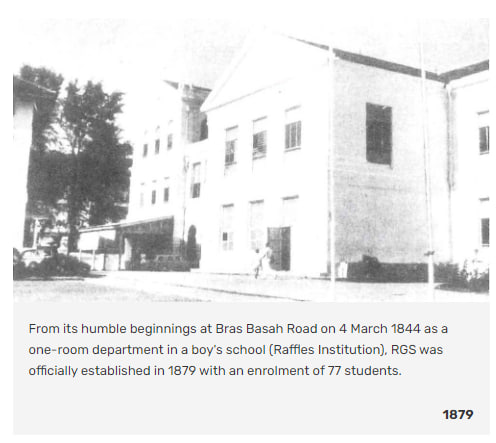 From its humble beginnings at Bras Basah Road on 4 March 1844 as a
one-room department in a boy's school (Raffles Institution), RGS was
officially established in 1879 with an enrolment of 77 students.
1879